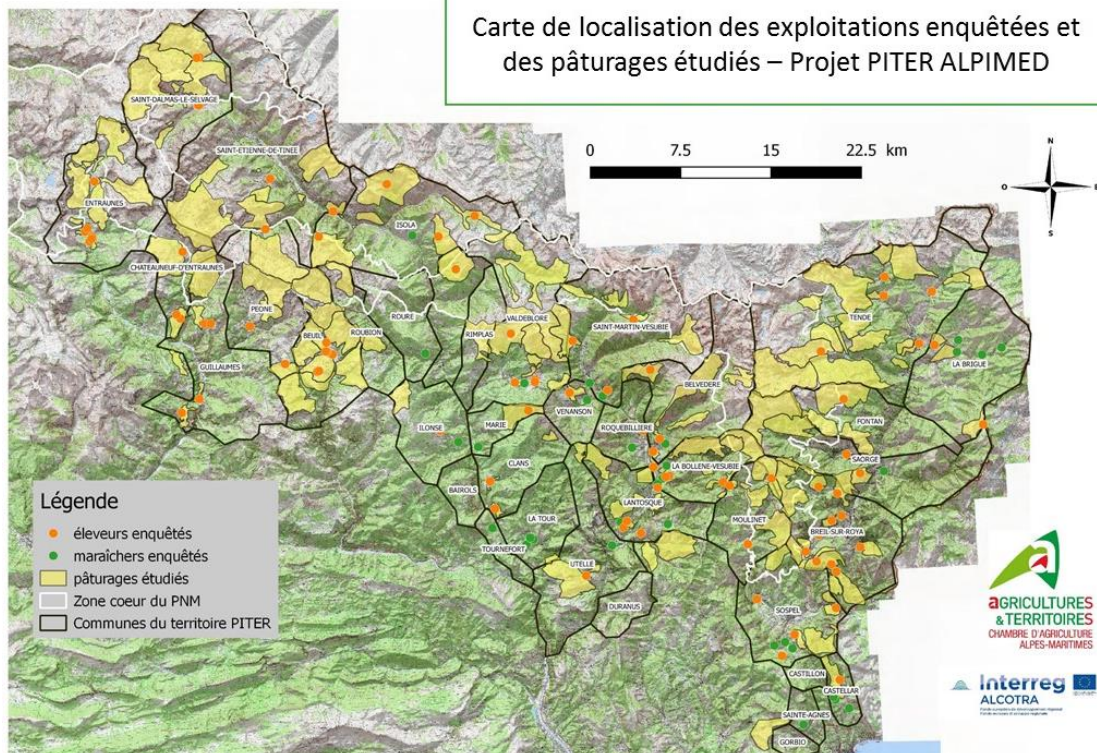 Carte de localisation des exploitations enquêtées et
des pâturages étudiés – Projet PITER ALPIMED
0 7.5 15 22.5 km
N
O E
S
SAINT-DALMAS-LE-SELVAGE
SAINT-ETIENNE-DE-TINEE
ENTRAUNES
ISOLA
CHATEAUNEUF-D'ENTRAUNES
PEONE
ROURE
RIMPLAS
VALDEBLORE
SAINT-MARTIN-VESUBIE
TENDE
BEUIL
ROUBION
LA BRIGUE
GUILLAUMES
BELVEDERE
VENANSON
FONTAN
ILONSE
MARIE
ROQUEBILLIERE
SAORGE
CLANS
LA BOLLENE-VESUBIE
BAIROLS
LANTOSQUE
MOULINET
BREIL-SUR-ROYA
LA TOUR
TOURNEFORT
UTELLE
DURANUS
SOSPEL
CASTILLON
CASTELLAR
SAINTE-AGNES
GORBIO
Légende
éleveurs enquêtés
maraîchers enquêtés
pâturages étudiés
Zone coeur du PNM
Communes du territoire PITER
aGRICULTURES
& TERRITOIRES
CHAMBRE D'AGRICULTURE
ALPES-MARITIMES
Interreg
ALCOTRA